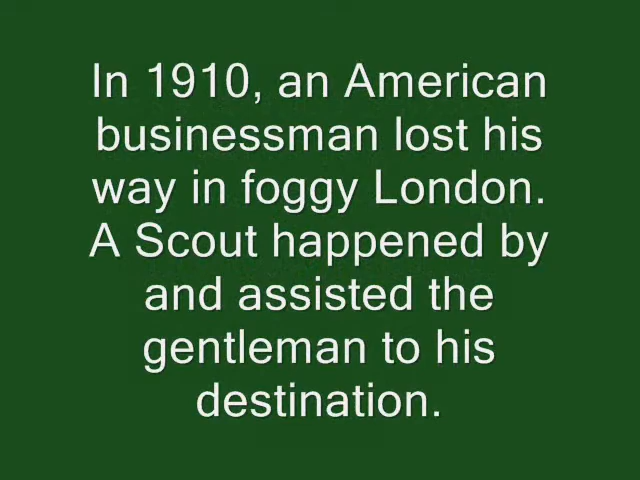 In 1910, an American
businessman lost his
way in foggy London.
A Scout happened by
and assisted the
gentleman to his
destination.